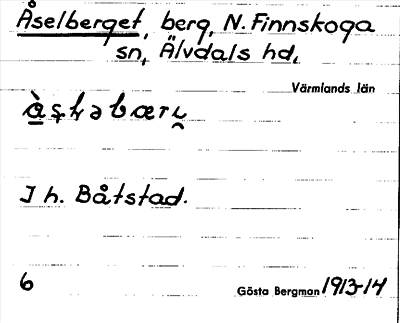 Åselberget, berg, N. Finnskoga
sn, Älvdals hd,
Värmlands län
I h. Båtstad.
6
Gösta Bergman 1913-14